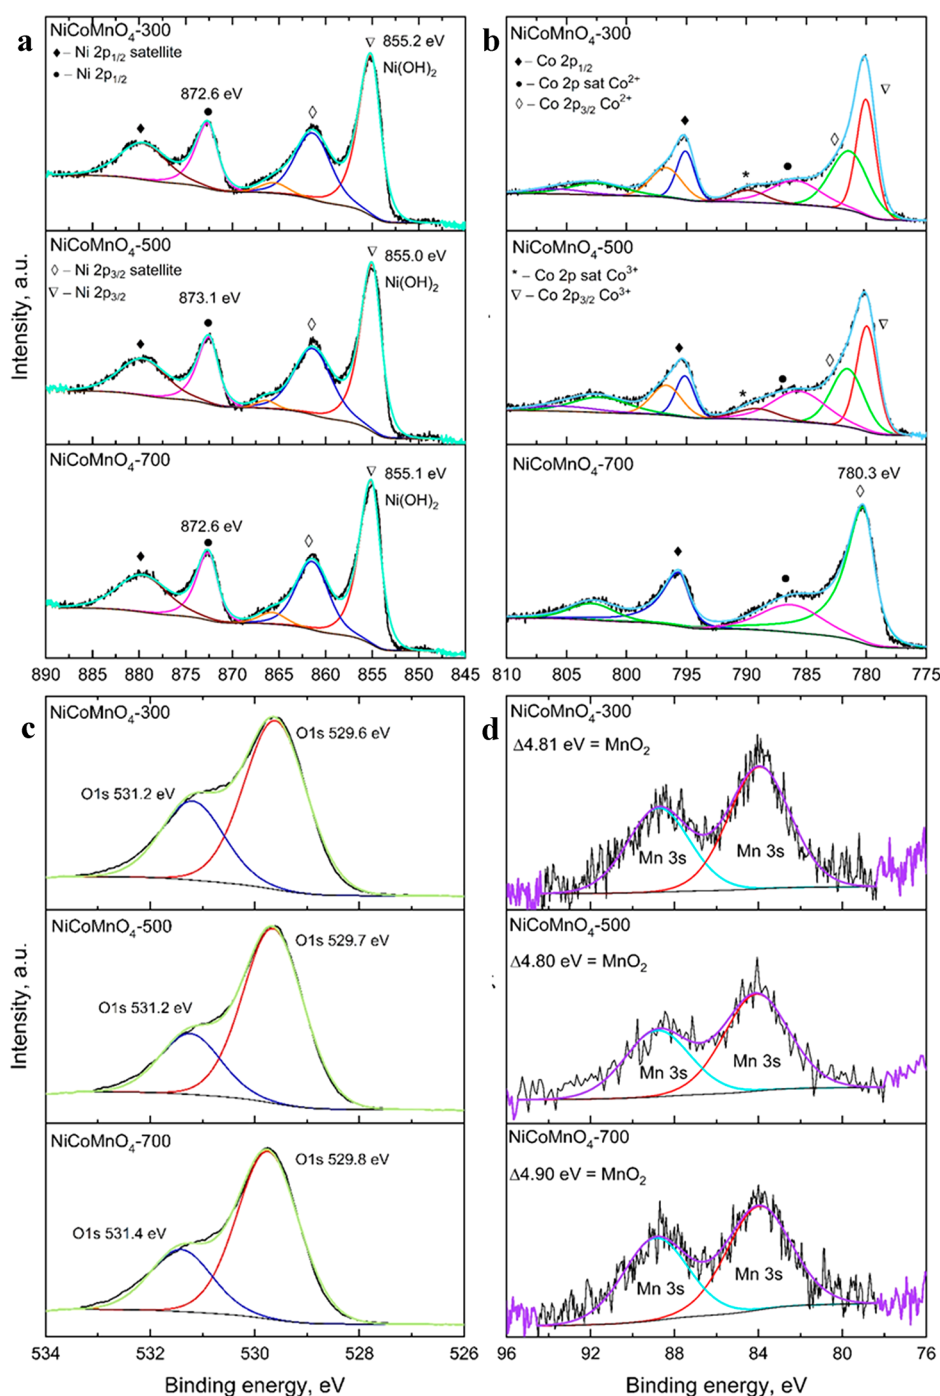 a
NiCoMnO4-300
♦ – Ni 2p1/2 satellite
● – Ni 2p1/2
872.6 eV
855.2 eV
Ni(OH)2
NiCoMnO4-500
◊ – Ni 2p3/2 satellite
▽ – Ni 2p3/2
873.1 eV
855.0 eV
Ni(OH)2
NiCoMnO4-700
872.6 eV
855.1 eV
Ni(OH)2
Intensity, a.u.
890 885 880 875 870 865 860 855 850 845
Binding energy, eV
b
NiCoMnO4-300
♦ – Co 2p1/2
● – Co 2p sat Co2+
◊ – Co 2p3/2 Co2+
*
NiCoMnO4-500
* – Co 2p sat Co3+
▽ – Co 2p3/2 Co3+
*
NiCoMnO4-700
780.3 eV
810 805 800 795 790 785 780 775
c
NiCoMnO4-300
O1s 529.6 eV
O1s 531.2 eV
NiCoMnO4-500
O1s 529.7 eV
O1s 531.2 eV
NiCoMnO4-700
O1s 529.8 eV
O1s 531.4 eV
Intensity, a.u.
534 532 530 528 526
d
NiCoMnO4-300
Δ4.81 eV = MnO2
Mn 3s
Mn 3s
NiCoMnO4-500
Δ4.80 eV = MnO2
Mn 3s
Mn 3s
NiCoMnO4-700
Δ4.90 eV = MnO2
Mn 3s
Mn 3s
96 92 88 84 80 76
Binding energy, eV